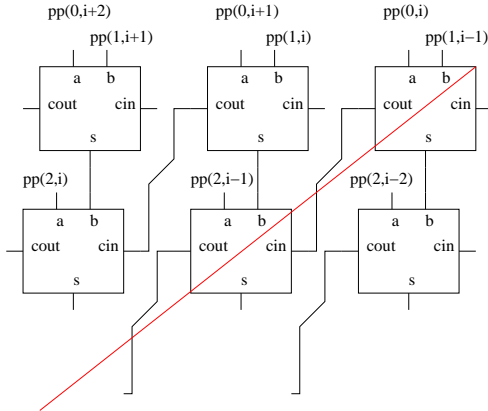 pp(0,i+2) pp(0,i+1) pp(0,i)
pp(1,i+1) pp(1,i) pp(1,i−1)
a b a b a b
cout cin cout cin cout cin
s s s
pp(2,i) pp(2,i−1) pp(2,i−2)
a b a b a b
cout cin cout cin cout cin
s s s